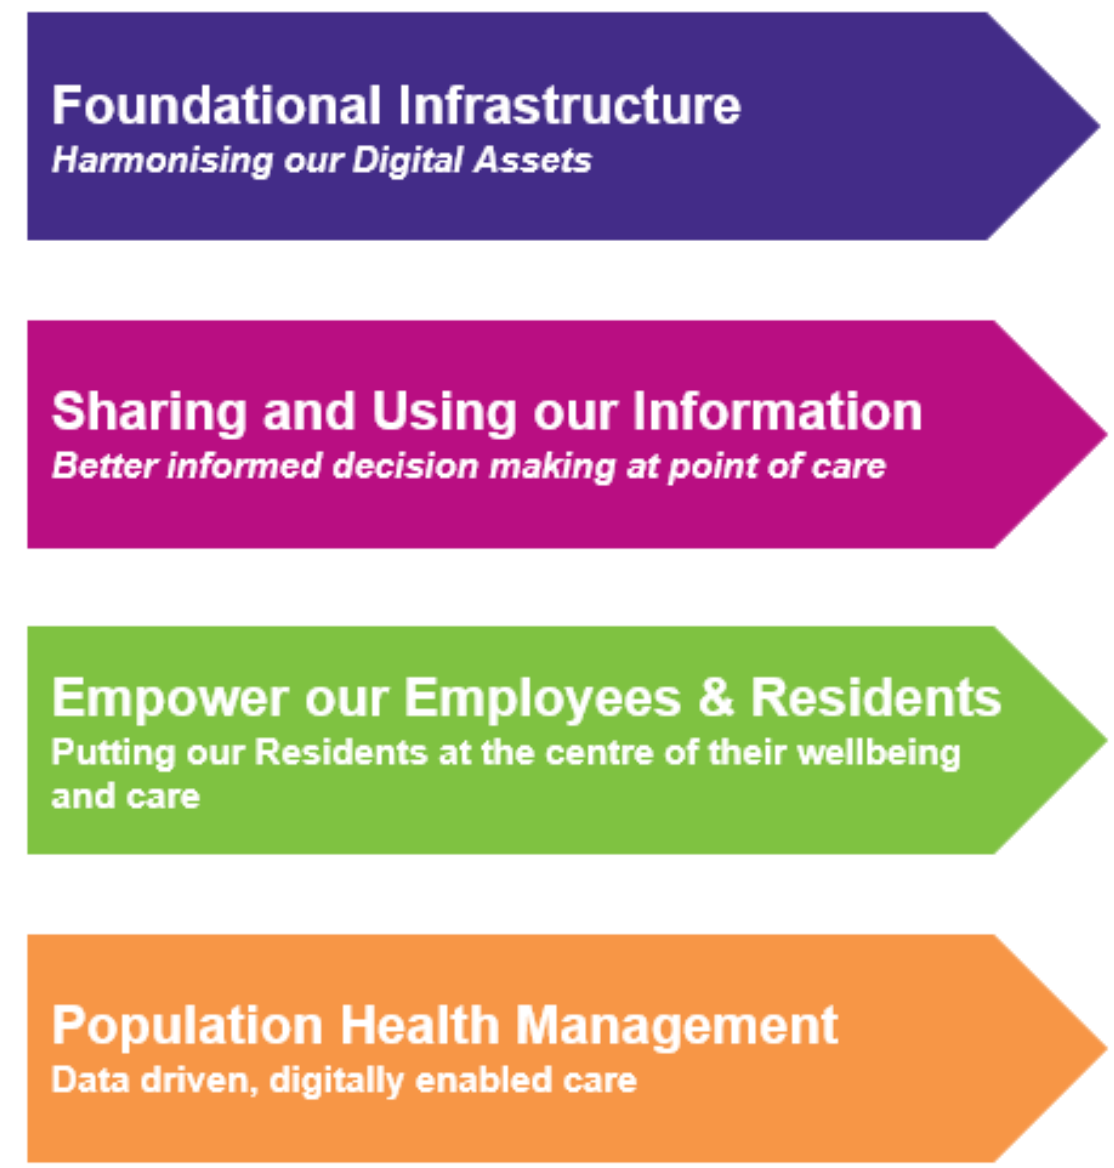 Foundational Infrastructure
Harmonising our Digital Assets
Sharing and Using our Information
Better informed decision making at point of care
Empower our Employees & Residents
Putting our Residents at the centre of their wellbeing
and care
Population Health Management
Data driven, digitally enabled care